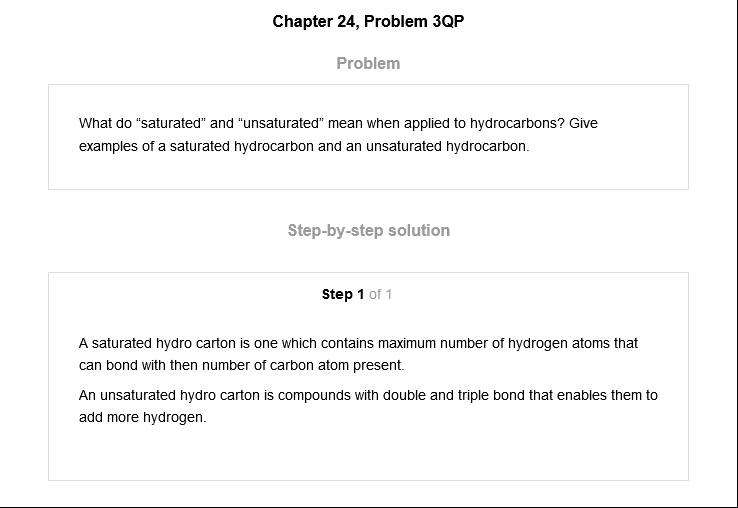 Chapter 24, Problem 3QP
Problem
What do “saturated” and “unsaturated” mean when applied to hydrocarbons? Give
examples of a saturated hydrocarbon and an unsaturated hydrocarbon.
Step-by-step solution
Step 1 of 1
A saturated hydro carton is one which contains maximum number of hydrogen atoms that
can bond with then number of carbon atom present.
An unsaturated hydro carton is compounds with double and triple bond that enables them to
add more hydrogen.